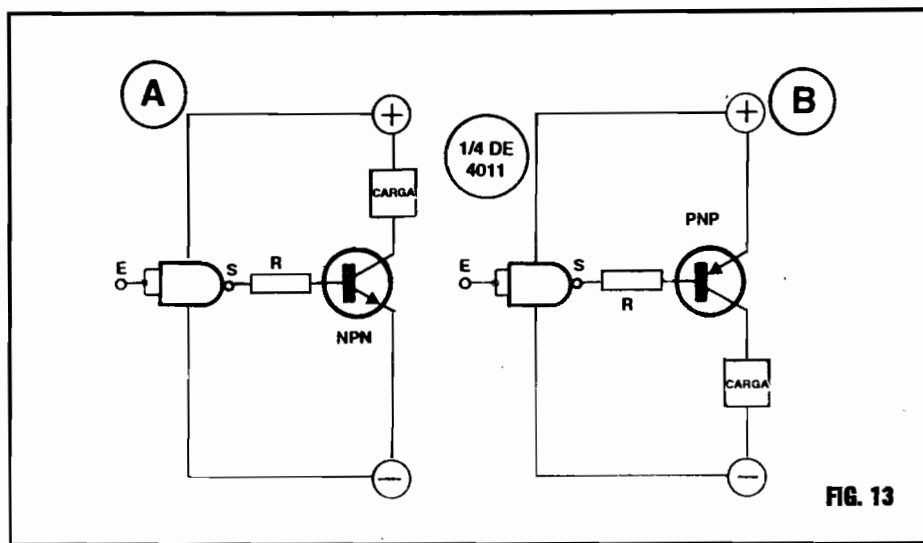 A
+
CARGA
E
S
R
NPN
−
1/4 DE
4011
+
B
PNP
E
S
R
CARGA
−
FIG. 13